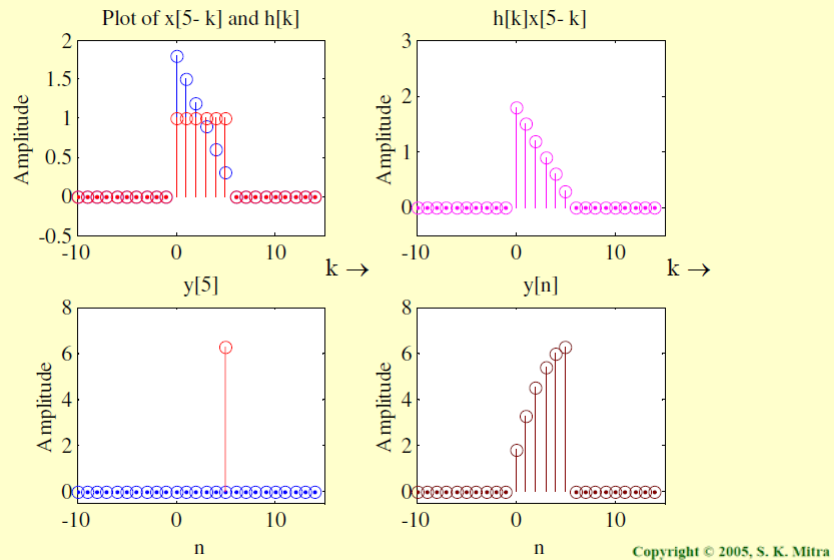 Plot of x[5- k] and h[k]
h[k]x[5- k]
2
1.5
1
0.5
0
-0.5
Amplitude
-10
0
10
k →
3
2
1
0
Amplitude
-10
0
10
k →
y[5]
y[n]
8
6
4
2
0
Amplitude
-10
0
10
n
8
6
4
2
0
Amplitude
-10
0
10
n
Copyright © 2005, S. K. Mitra